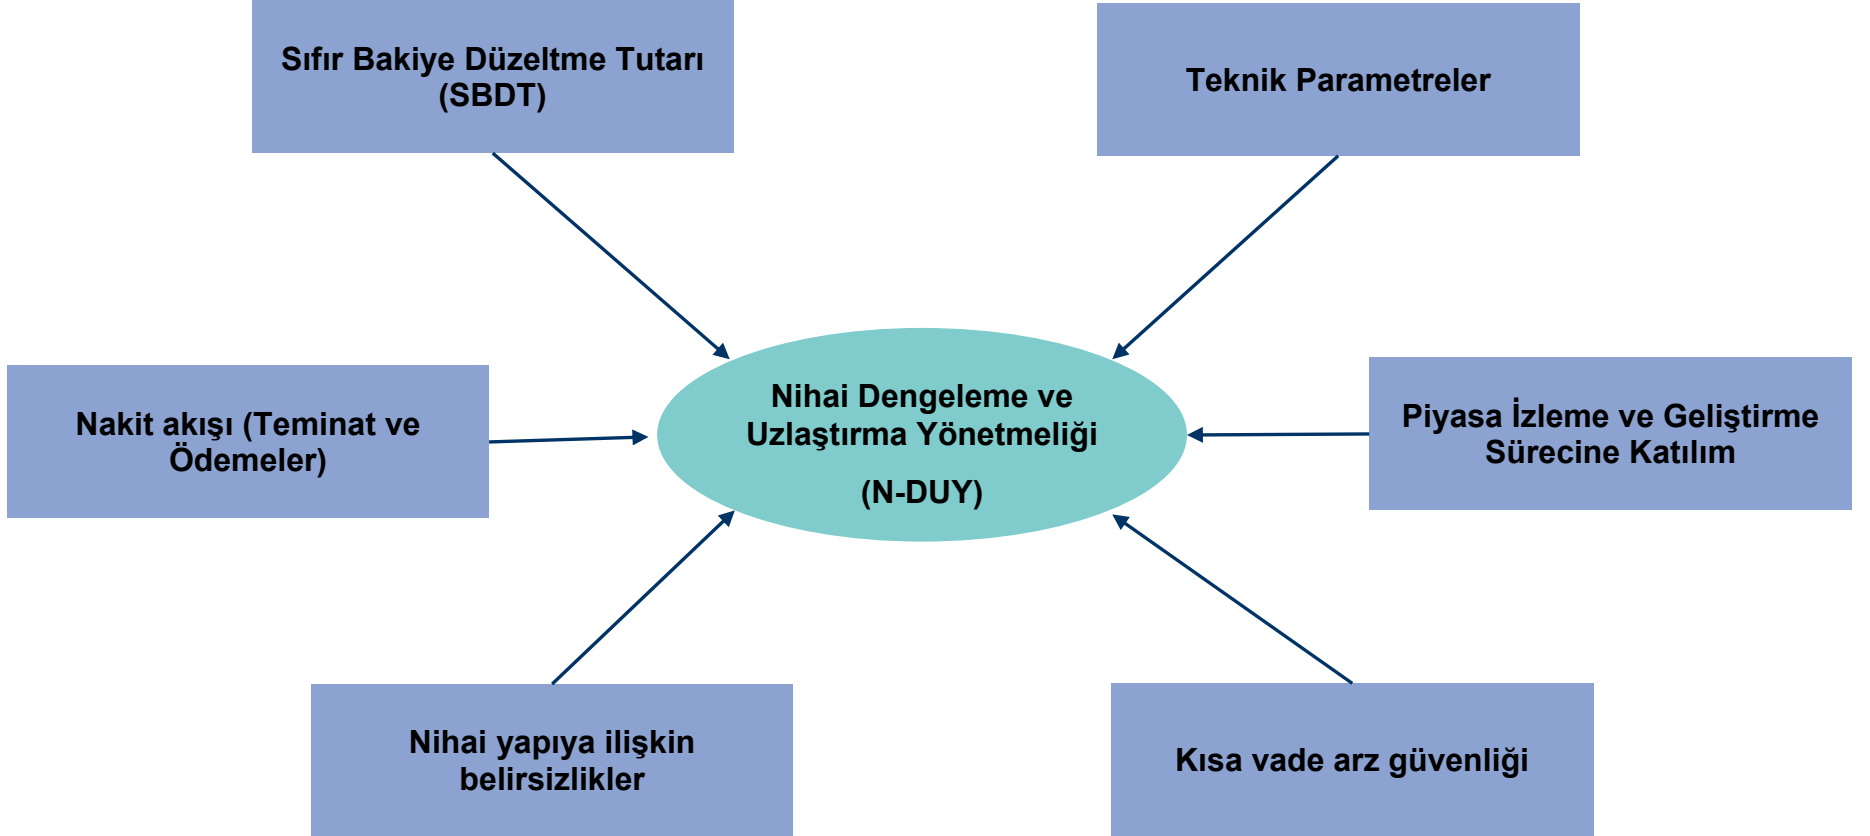 Sıfır Bakiye Düzeltme Tutarı
(SBDT)
Teknik Parametreler
Nakit akışı (Teminat ve
Ödemeler)
Nihai Dengeleme ve
Uzlaştırma Yönetmeliği
(N-DUY)
Piyasa İzleme ve Geliştirme
Sürecine Katılım
Nihai yapıya ilişkin
belirsizlikler
Kısa vade arz güvenliği